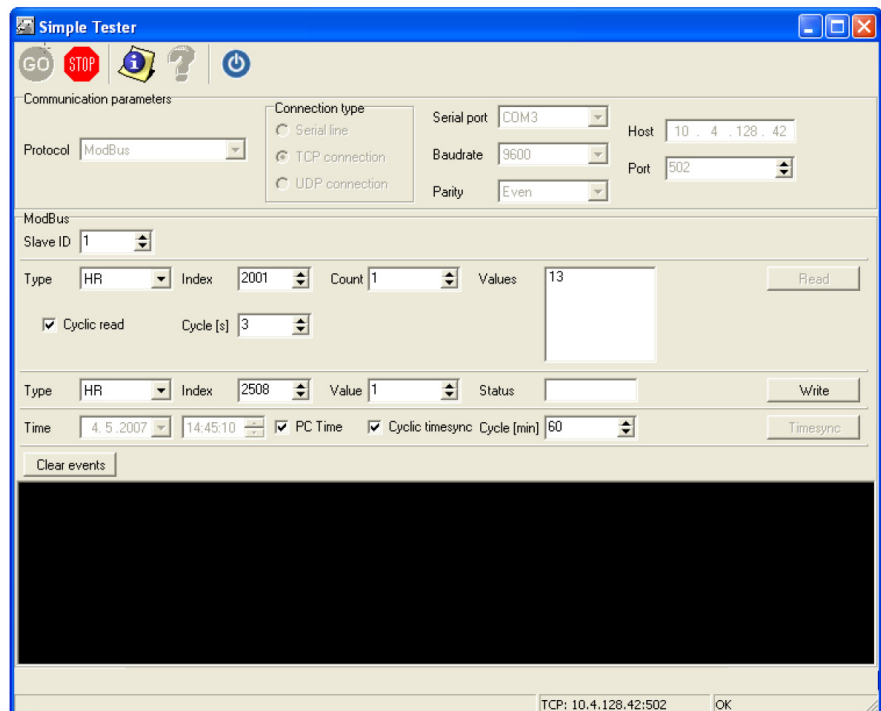 Simple Tester
GO STOP
Communication parameters
Protocol ModBus
Connection type
Serial line
TCP connection
UDP connection
Serial port COM3
Baudrate 9600
Parity Even
Host 10 . 4 . 128 . 42
Port 502
ModBus
Slave ID 1
Type HR Index 2001 Count 1 Values 13 Read
Cyclic read Cycle [s] 3
Type HR Index 2508 Value 1 Status Write
Time 4. 5 .2007 14:45:10 PC Time Cyclic timesync Cycle [min] 60 Timesync
Clear events
TCP: 10.4.128.42:502 OK